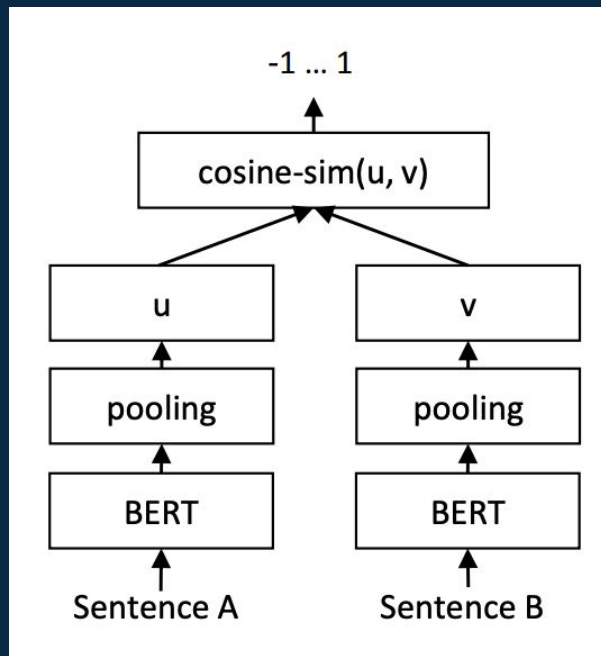 -1 … 1
cosine-sim(u, v)
u
v
pooling
pooling
BERT
BERT
Sentence A
Sentence B